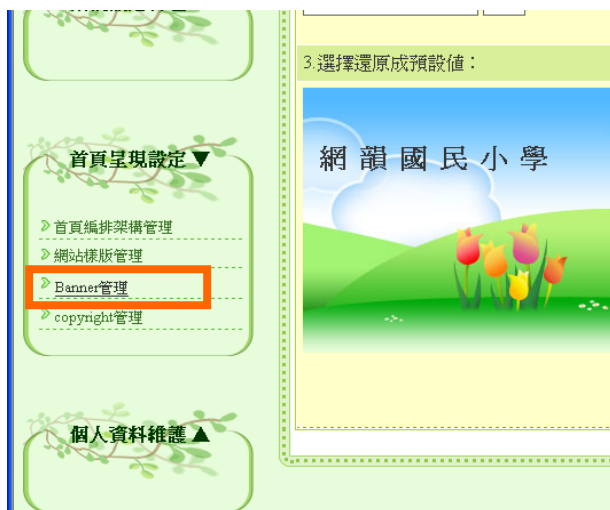 3.選擇還原成預設值：
網韻國民小學
首頁呈現設定▼
首頁編排架構管理
網站樣版管理
Banner管理
copyright管理
個人資料維護▲